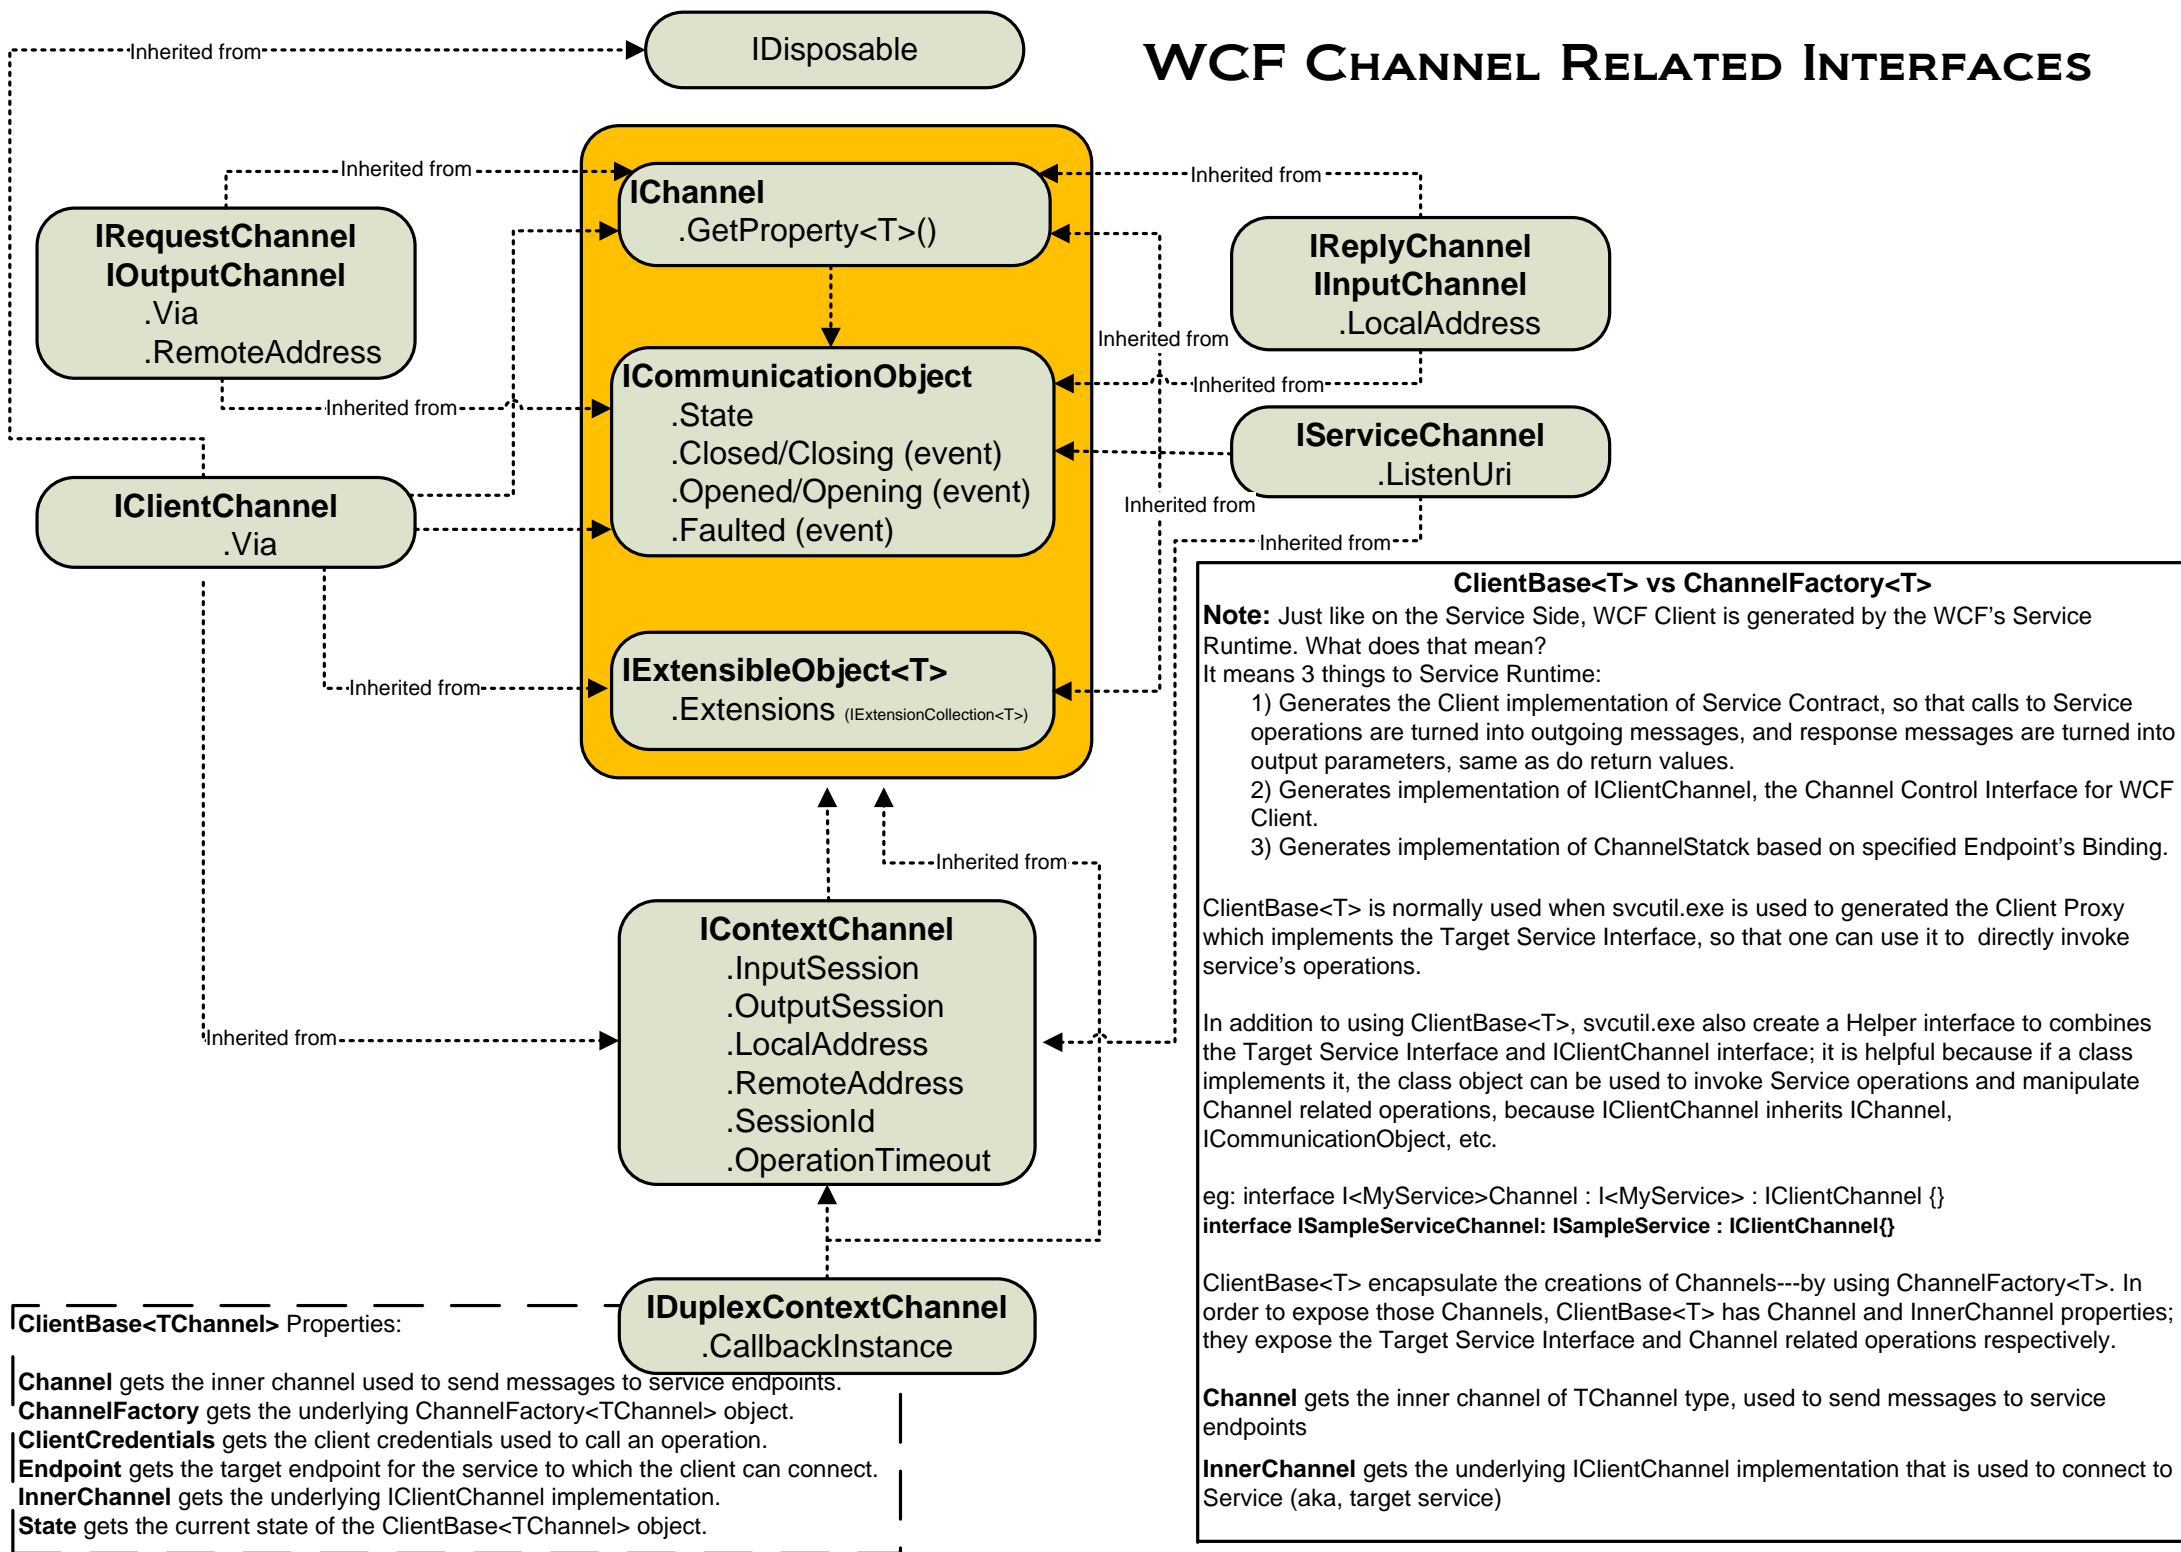 WCF Channel Related Interfaces
Inherited from
IDisposable
Inherited from
IChannel
.GetProperty<T>()
Inherited from
IRequestChannel
IOutputChannel
.Via
.RemoteAddress
IReplyChannel
IInputChannel
.LocalAddress
Inherited from
ICommunicationObject
.State
.Closed/Closing (event)
.Opened/Opening (event)
.Faulted (event)
Inherited from
Inherited from
IServiceChannel
.ListenUri
IClientChannel
.Via
Inherited from
Inherited from
Inherited from
IExtensibleObject<T>
.Extensions (IExtensionCollection<T>)
Inherited from
IContextChannel
.InputSession
.OutputSession
.LocalAddress
.RemoteAddress
.SessionId
.OperationTimeout
Inherited from
IDuplexContextChannel
.CallbackInstance
ClientBase<TChannel> Properties:
Channel gets the inner channel used to send messages to service endpoints.
ChannelFactory gets the underlying ChannelFactory<TChannel> object.
ClientCredentials gets the client credentials used to call an operation.
Endpoint gets the target endpoint for the service to which the client can connect.
InnerChannel gets the underlying IClientChannel implementation.
State gets the current state of the ClientBase<TChannel> object.
ClientBase<T> vs ChannelFactory<T>
Note: Just like on the Service Side, WCF Client is generated by the WCF’s Service
Runtime. What does that mean?
It means 3 things to Service Runtime:
1) Generates the Client implementation of Service Contract, so that calls to Service
operations are turned into outgoing messages, and response messages are turned into
output parameters, same as do return values.
2) Generates implementation of IClientChannel, the Channel Control Interface for WCF
Client.
3) Generates implementation of ChannelStatck based on specified Endpoint’s Binding.
ClientBase<T> is normally used when svcutil.exe is used to generated the Client Proxy
which implements the Target Service Interface, so that one can use it to  directly invoke
service’s operations.
In addition to using ClientBase<T>, svcutil.exe also create a Helper interface to combines
the Target Service Interface and IClientChannel interface; it is helpful because if a class
implements it, the class object can be used to invoke Service operations and manipulate
Channel related operations, because IClientChannel inherits IChannel,
ICommunicationObject, etc.
eg: interface I<MyService>Channel : I<MyService> : IClientChannel {}
interface ISampleServiceChannel: ISampleService : IClientChannel{}
ClientBase<T> encapsulate the creations of Channels---by using ChannelFactory<T>. In
order to expose those Channels, ClientBase<T> has Channel and InnerChannel properties;
they expose the Target Service Interface and Channel related operations respectively.
Channel gets the inner channel of TChannel type, used to send messages to service
endpoints
InnerChannel gets the underlying IClientChannel implementation that is used to connect to
Service (aka, target service)